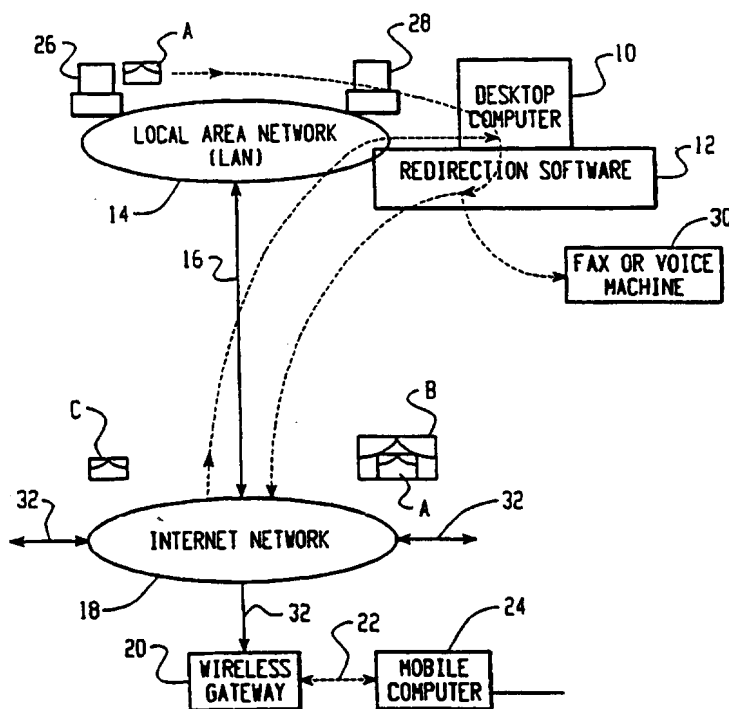 26
A
28
10
DESKTOP
COMPUTER
LOCAL AREA NETWORK
(LAN)
12
REDIRECTION SOFTWARE
14
16
30
FAX OR VOICE
MACHINE
C
B
A
32
32
INTERNET NETWORK
18
32
20
WIRELESS
GATEWAY
22
24
MOBILE
COMPUTER